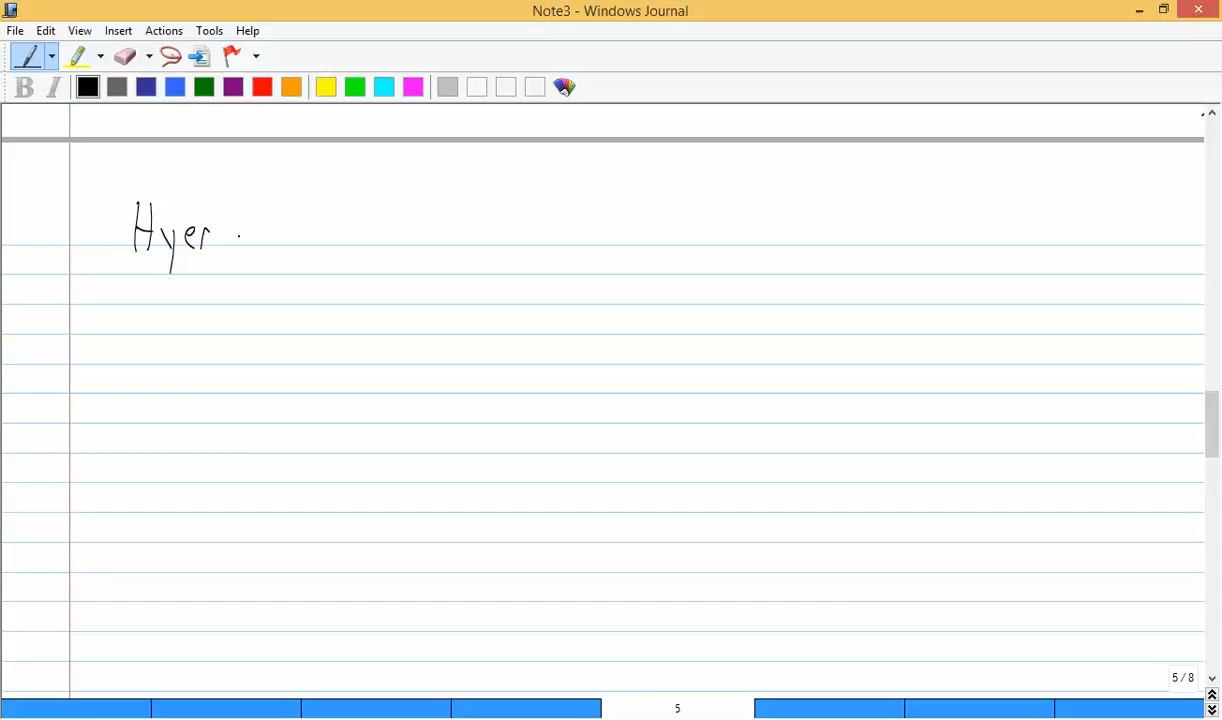 Note3 - Windows Journal
File Edit View Insert Actions Tools Help
B I
Hyer
5 / 8
5